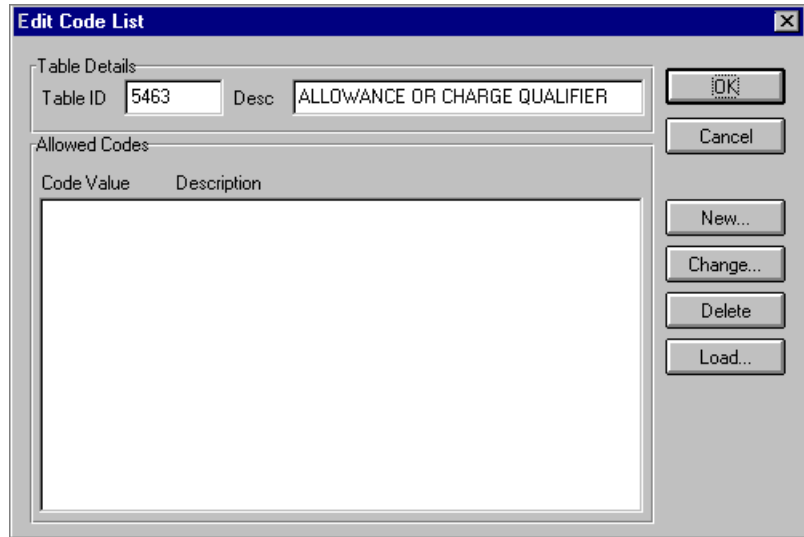 Edit Code List
Table Details
Table ID 5463 Desc ALLOWANCE OR CHARGE QUALIFIER
OK
Cancel
Allowed Codes
Code Value Description
New...
Change...
Delete
Load...